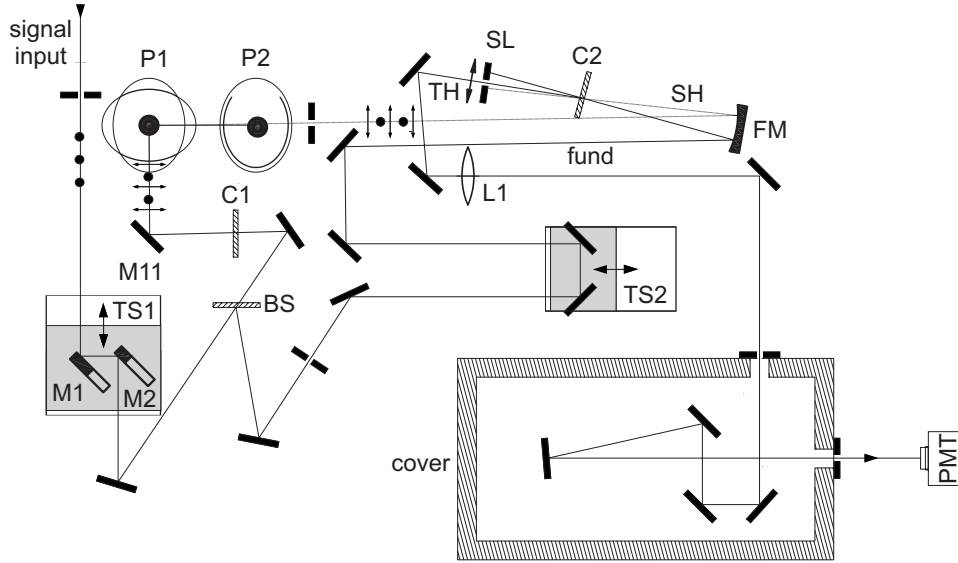 signal
input
P1
P2
SL
C2
TH
SH
FM
fund
L1
C1
M11
BS
TS1
TS2
M1
M2
cover
PMT